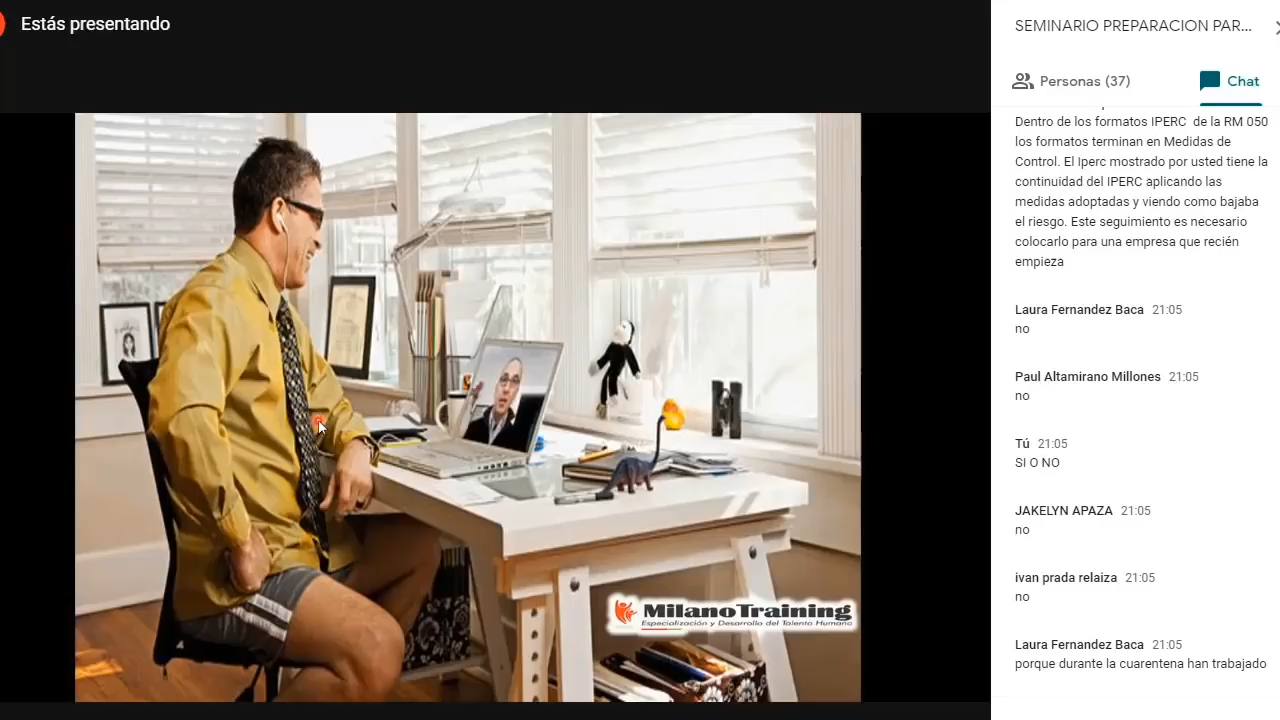 Estás presentando
SEMINARIO PREPARACION PAR...
Personas (37)
Chat
Dentro de los formatos IPERC de la RM 050
los formatos terminan en Medidas de
Control. El Iperc mostrado por usted tiene la
continuidad del IPERC aplicando las
medidas adoptadas y viendo como bajaba
el riesgo. Este seguimiento es necesario
colocarlo para una empresa que recién
empieza
Laura Fernandez Baca 21:05
no
Paul Altamirano Millones 21:05
no
Tú 21:05
SI O NO
JAKELYN APAZA 21:05
no
ivan prada relaiza 21:05
no
Laura Fernandez Baca 21:05
porque durante la cuarentena han trabajado
MilanoTraining
Especialización y Desarrollo del Talento Humano